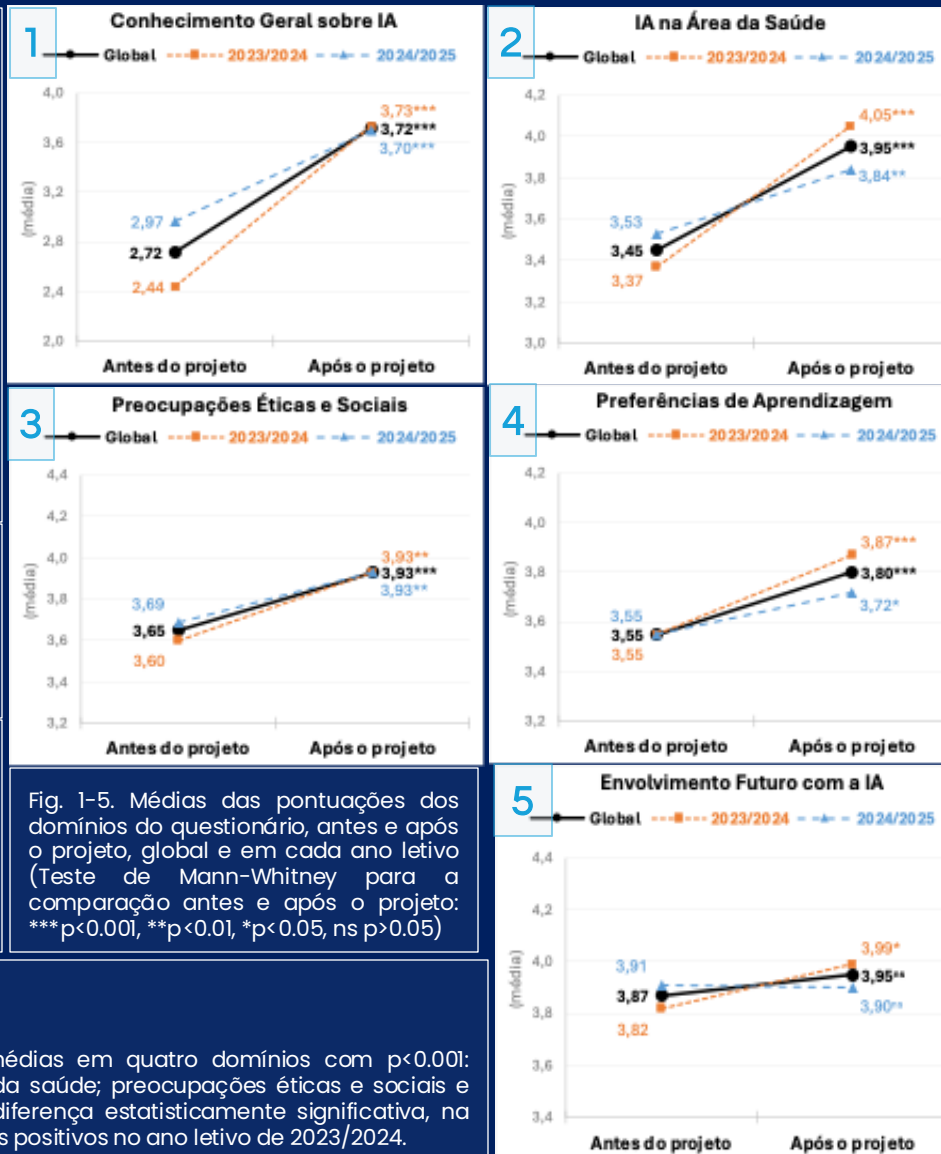 1
Conhecimento Geral sobre IA
Global 2023/2024 2024/2025
4,0
3,6
3,2
2,8
2,4
2,0
(média)
2,97
2,72
2,44
3,73***
3,72***
3,70***
Antes do projeto Após o projeto
2
IA na Área da Saúde
Global 2023/2024 2024/2025
4,2
4,0
3,8
3,6
3,4
3,2
3,0
(média)
3,53
3,45
3,37
4,05***
3,95***
3,84**
Antes do projeto Após o projeto
3
Preocupações Éticas e Sociais
Global 2023/2024 2024/2025
4,4
4,2
4,0
3,8
3,6
3,4
3,2
(média)
3,69
3,65
3,60
3,93**
3,93***
3,93**
Antes do projeto Após o projeto
4
Preferências de Aprendizagem
Global 2023/2024 2024/2025
4,2
4,0
3,8
3,6
3,4
3,2
(média)
3,55
3,55
3,55
3,87***
3,80***
3,72*
Antes do projeto Após o projeto
Fig. 1-5. Médias das pontuações dos
domínios do questionário, antes e após
o projeto, global e em cada ano letivo
(Teste de Mann-Whitney para a
comparação antes e após o projeto:
***p<0.001, **p<0.01, *p<0.05, ns p>0.05)
5
Envolvimento Futuro com a IA
Global 2023/2024 2024/2025
4,4
4,2
4,0
3,8
3,6
3,4
(média)
3,91
3,87
3,82
3,99*
3,95
3,90ns
Antes do projeto Após o projeto
médias em quatro domínios com p<0.001:
da saúde; preocupações éticas e sociais e
diferença estatisticamente significativa, na
s positivos no ano letivo de 2023/2024.